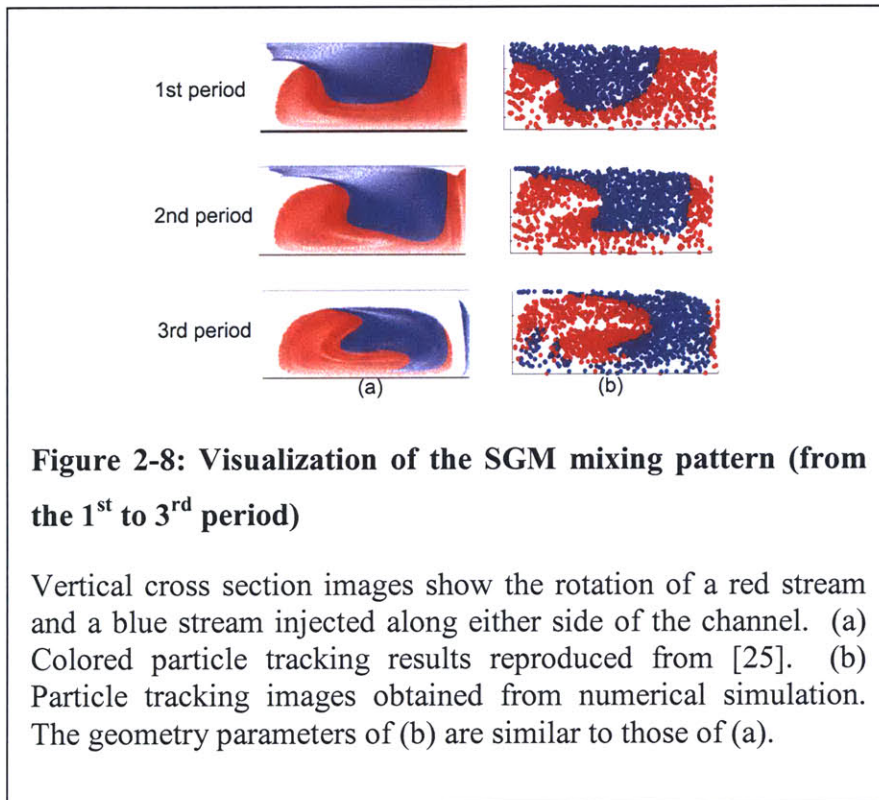 1st period
2nd period
3rd period
(a) (b)
Figure 2-8: Visualization of the SGM mixing pattern (from
the 1st to 3rd period)
Vertical cross section images show the rotation of a red stream
and a blue stream injected along either side of the channel. (a)
Colored particle tracking results reproduced from [25]. (b)
Particle tracking images obtained from numerical simulation.
The geometry parameters of (b) are similar to those of (a).